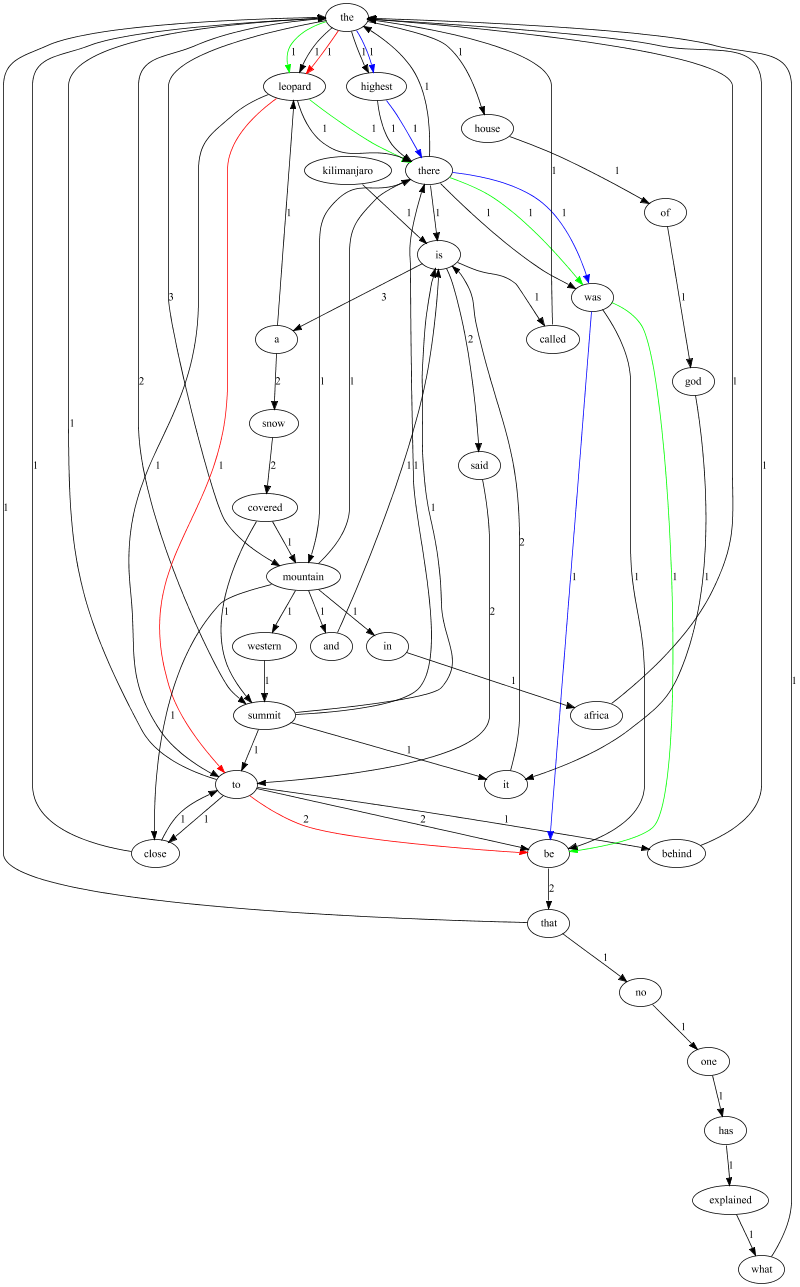 the
1 1 1 1 1 1
leopard
highest
1
house
1 1 1 1
1
kilimanjaro
there
1
of
1 1 1 1 1
1
is
3
3
1
1
was
a
called
2
1
1
2
1
god
2
snow
1
2
said
1
1
1
1
1
2
covered
1
1
2
1
1
1
1
mountain
1
1
1
1
2
western
and
in
1
1
summit
africa
1
1
1
to
it
1
1
2
2
1
close
be
behind
2
1
that
1
no
1
one
1
has
1
explained
1
what